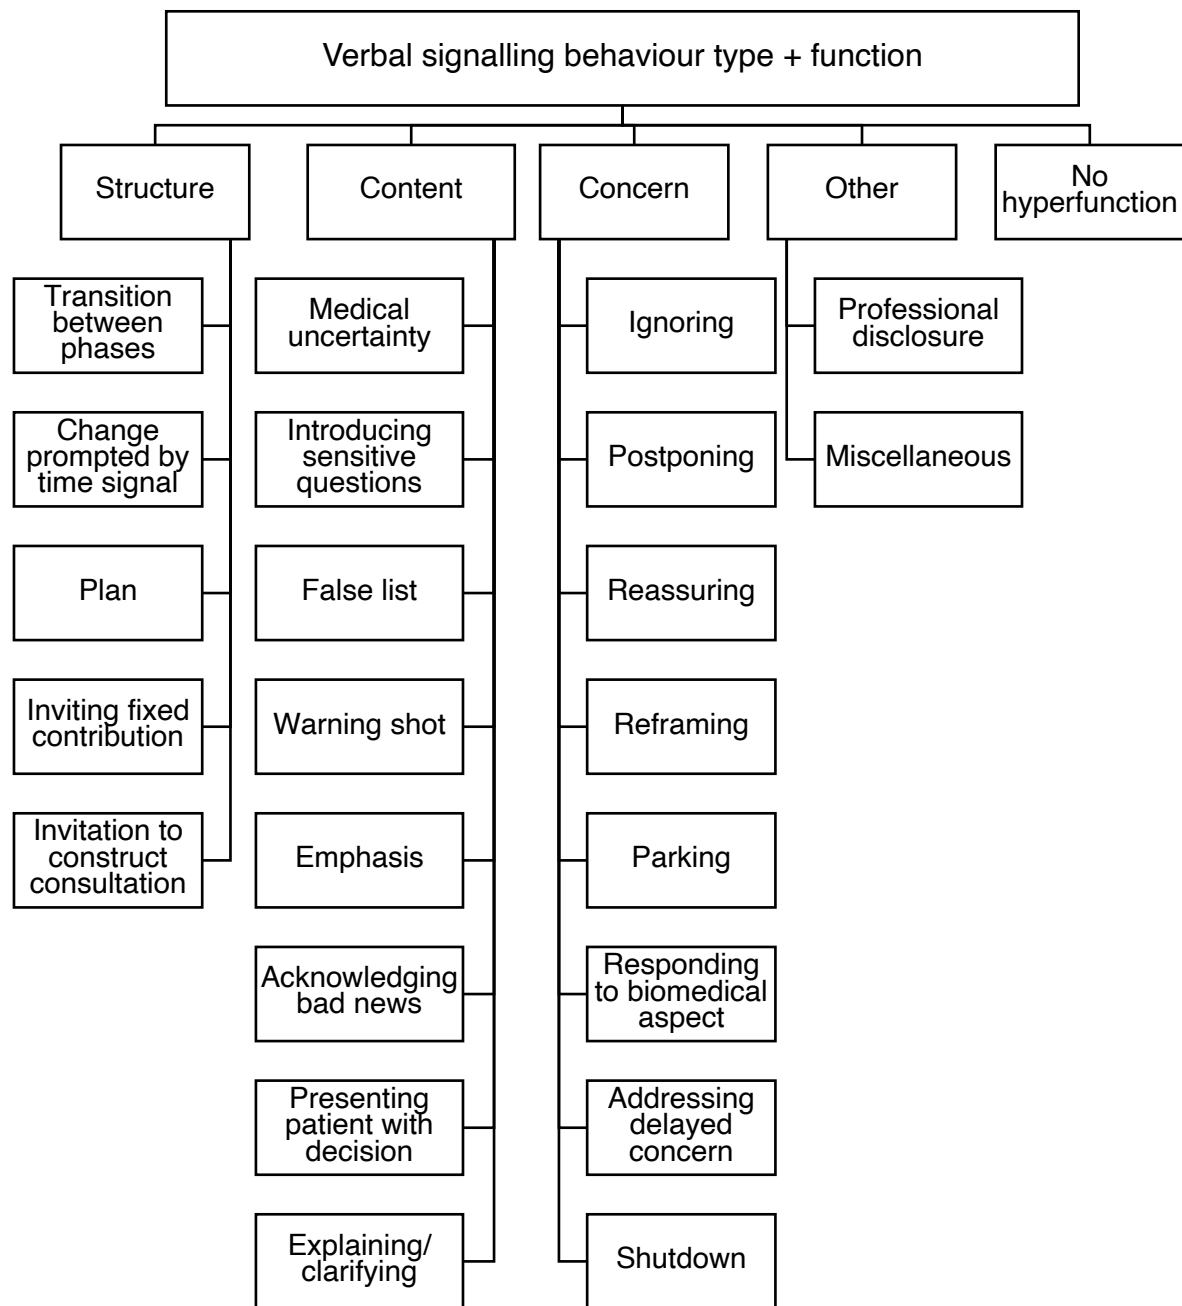 Verbal signalling behaviour type + function
Structure
Content
Concern
Other
No
hyperfunction
Transition
between
phases
Medical
uncertainty
Ignoring
Professional
disclosure
Change
prompted by
time signal
Introducing
sensitive
questions
Postponing
Miscellaneous
Plan
False list
Reassuring
Inviting fixed
contribution
Warning shot
Reframing
Invitation to
construct
consultation
Emphasis
Parking
Acknowledging
bad news
Responding
to biomedical
aspect
Presenting
patient with
decision
Addressing
delayed
concern
Explaining/
clarifying
Shutdown